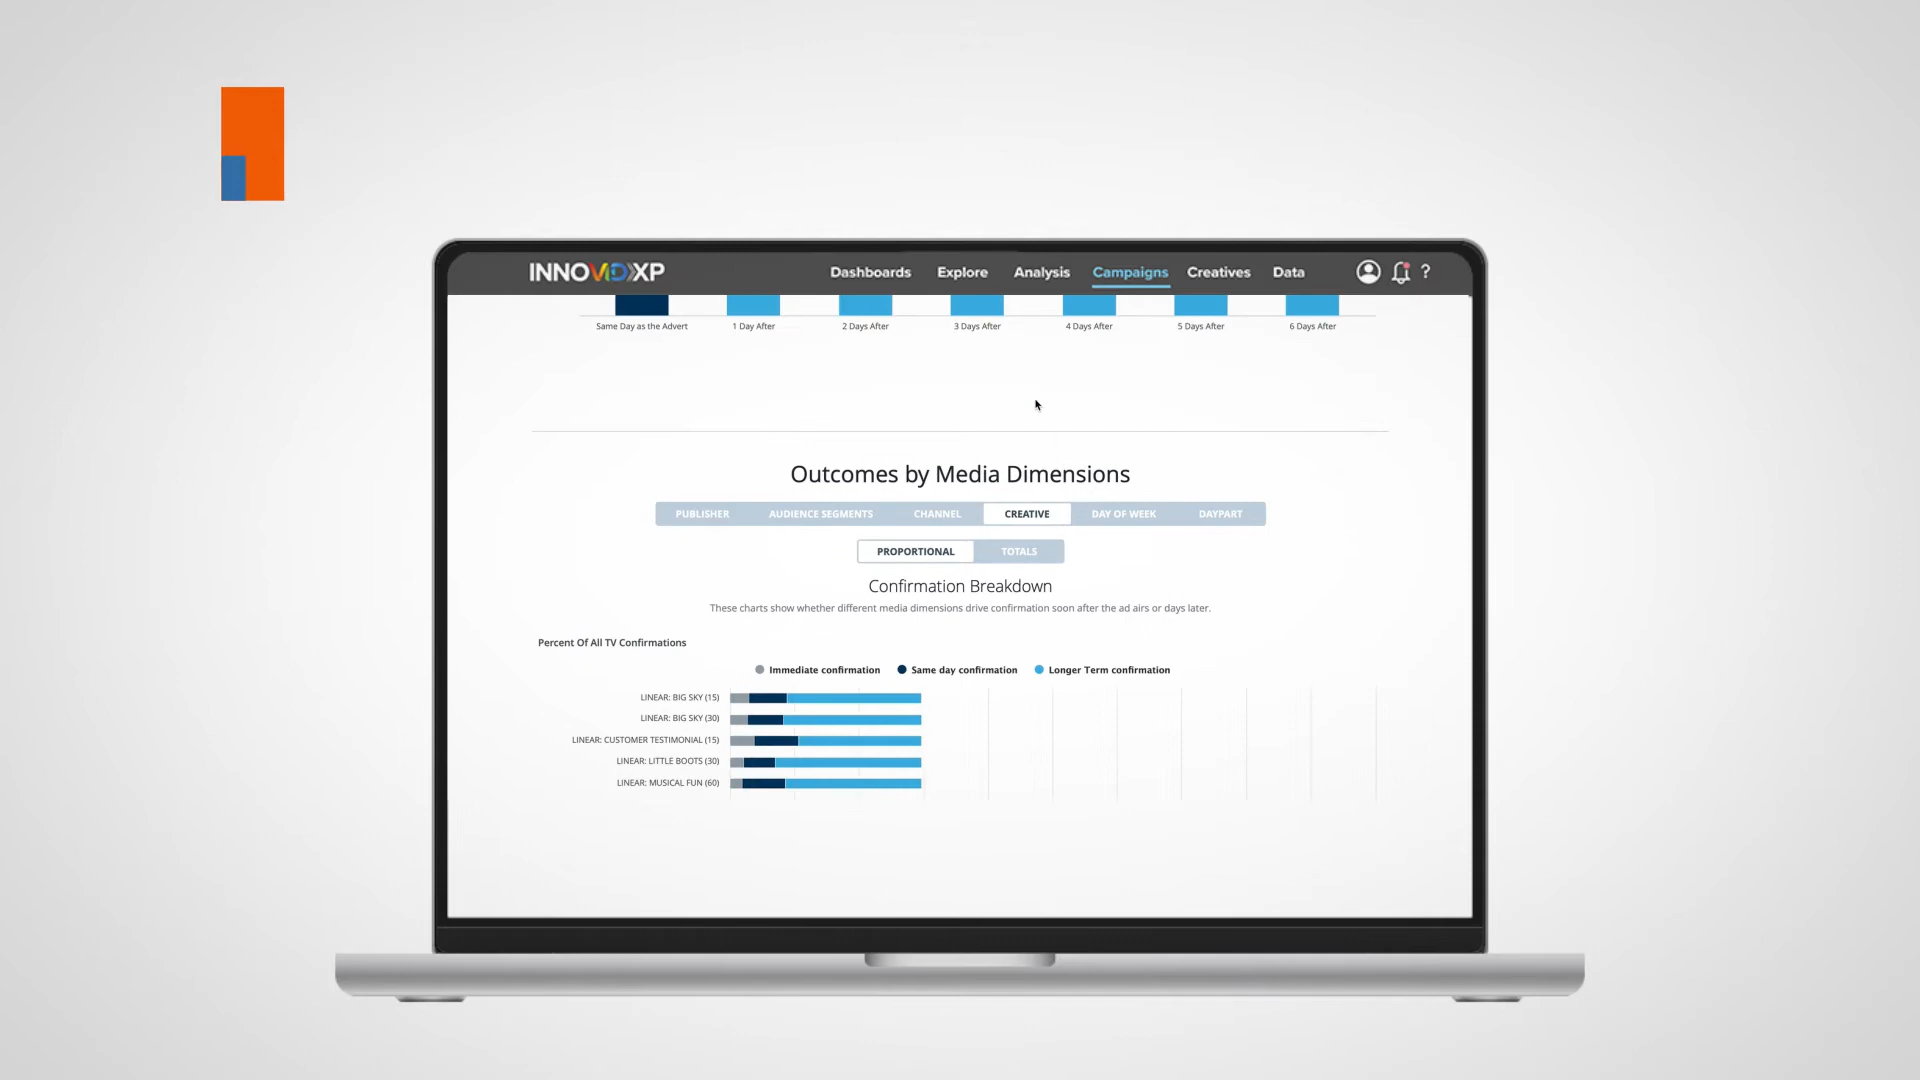 INNOVIDXP Dashboards Explore Analysis Campaigns Creatives Data ?
Same Day as the Advert 1 Day After 2 Days After 3 Days After 4 Days After 5 Days After 6 Days After
Outcomes by Media Dimensions
PUBLISHER AUDIENCE SEGMENTS CHANNEL CREATIVE DAY OF WEEK DAYPART
PROPORTIONAL TOTALS
Confirmation Breakdown
These charts show whether different media dimensions drive confirmation soon after the ad airs or days later.
Percent Of All TV Confirmations
Immediate confirmation Same day confirmation Longer Term confirmation
LINEAR: BIG SKY (15)
LINEAR: BIG SKY (30)
LINEAR: CUSTOMER TESTIMONIAL (15)
LINEAR: LITTLE BOOTS (30)
LINEAR: MUSICAL FUN (60)